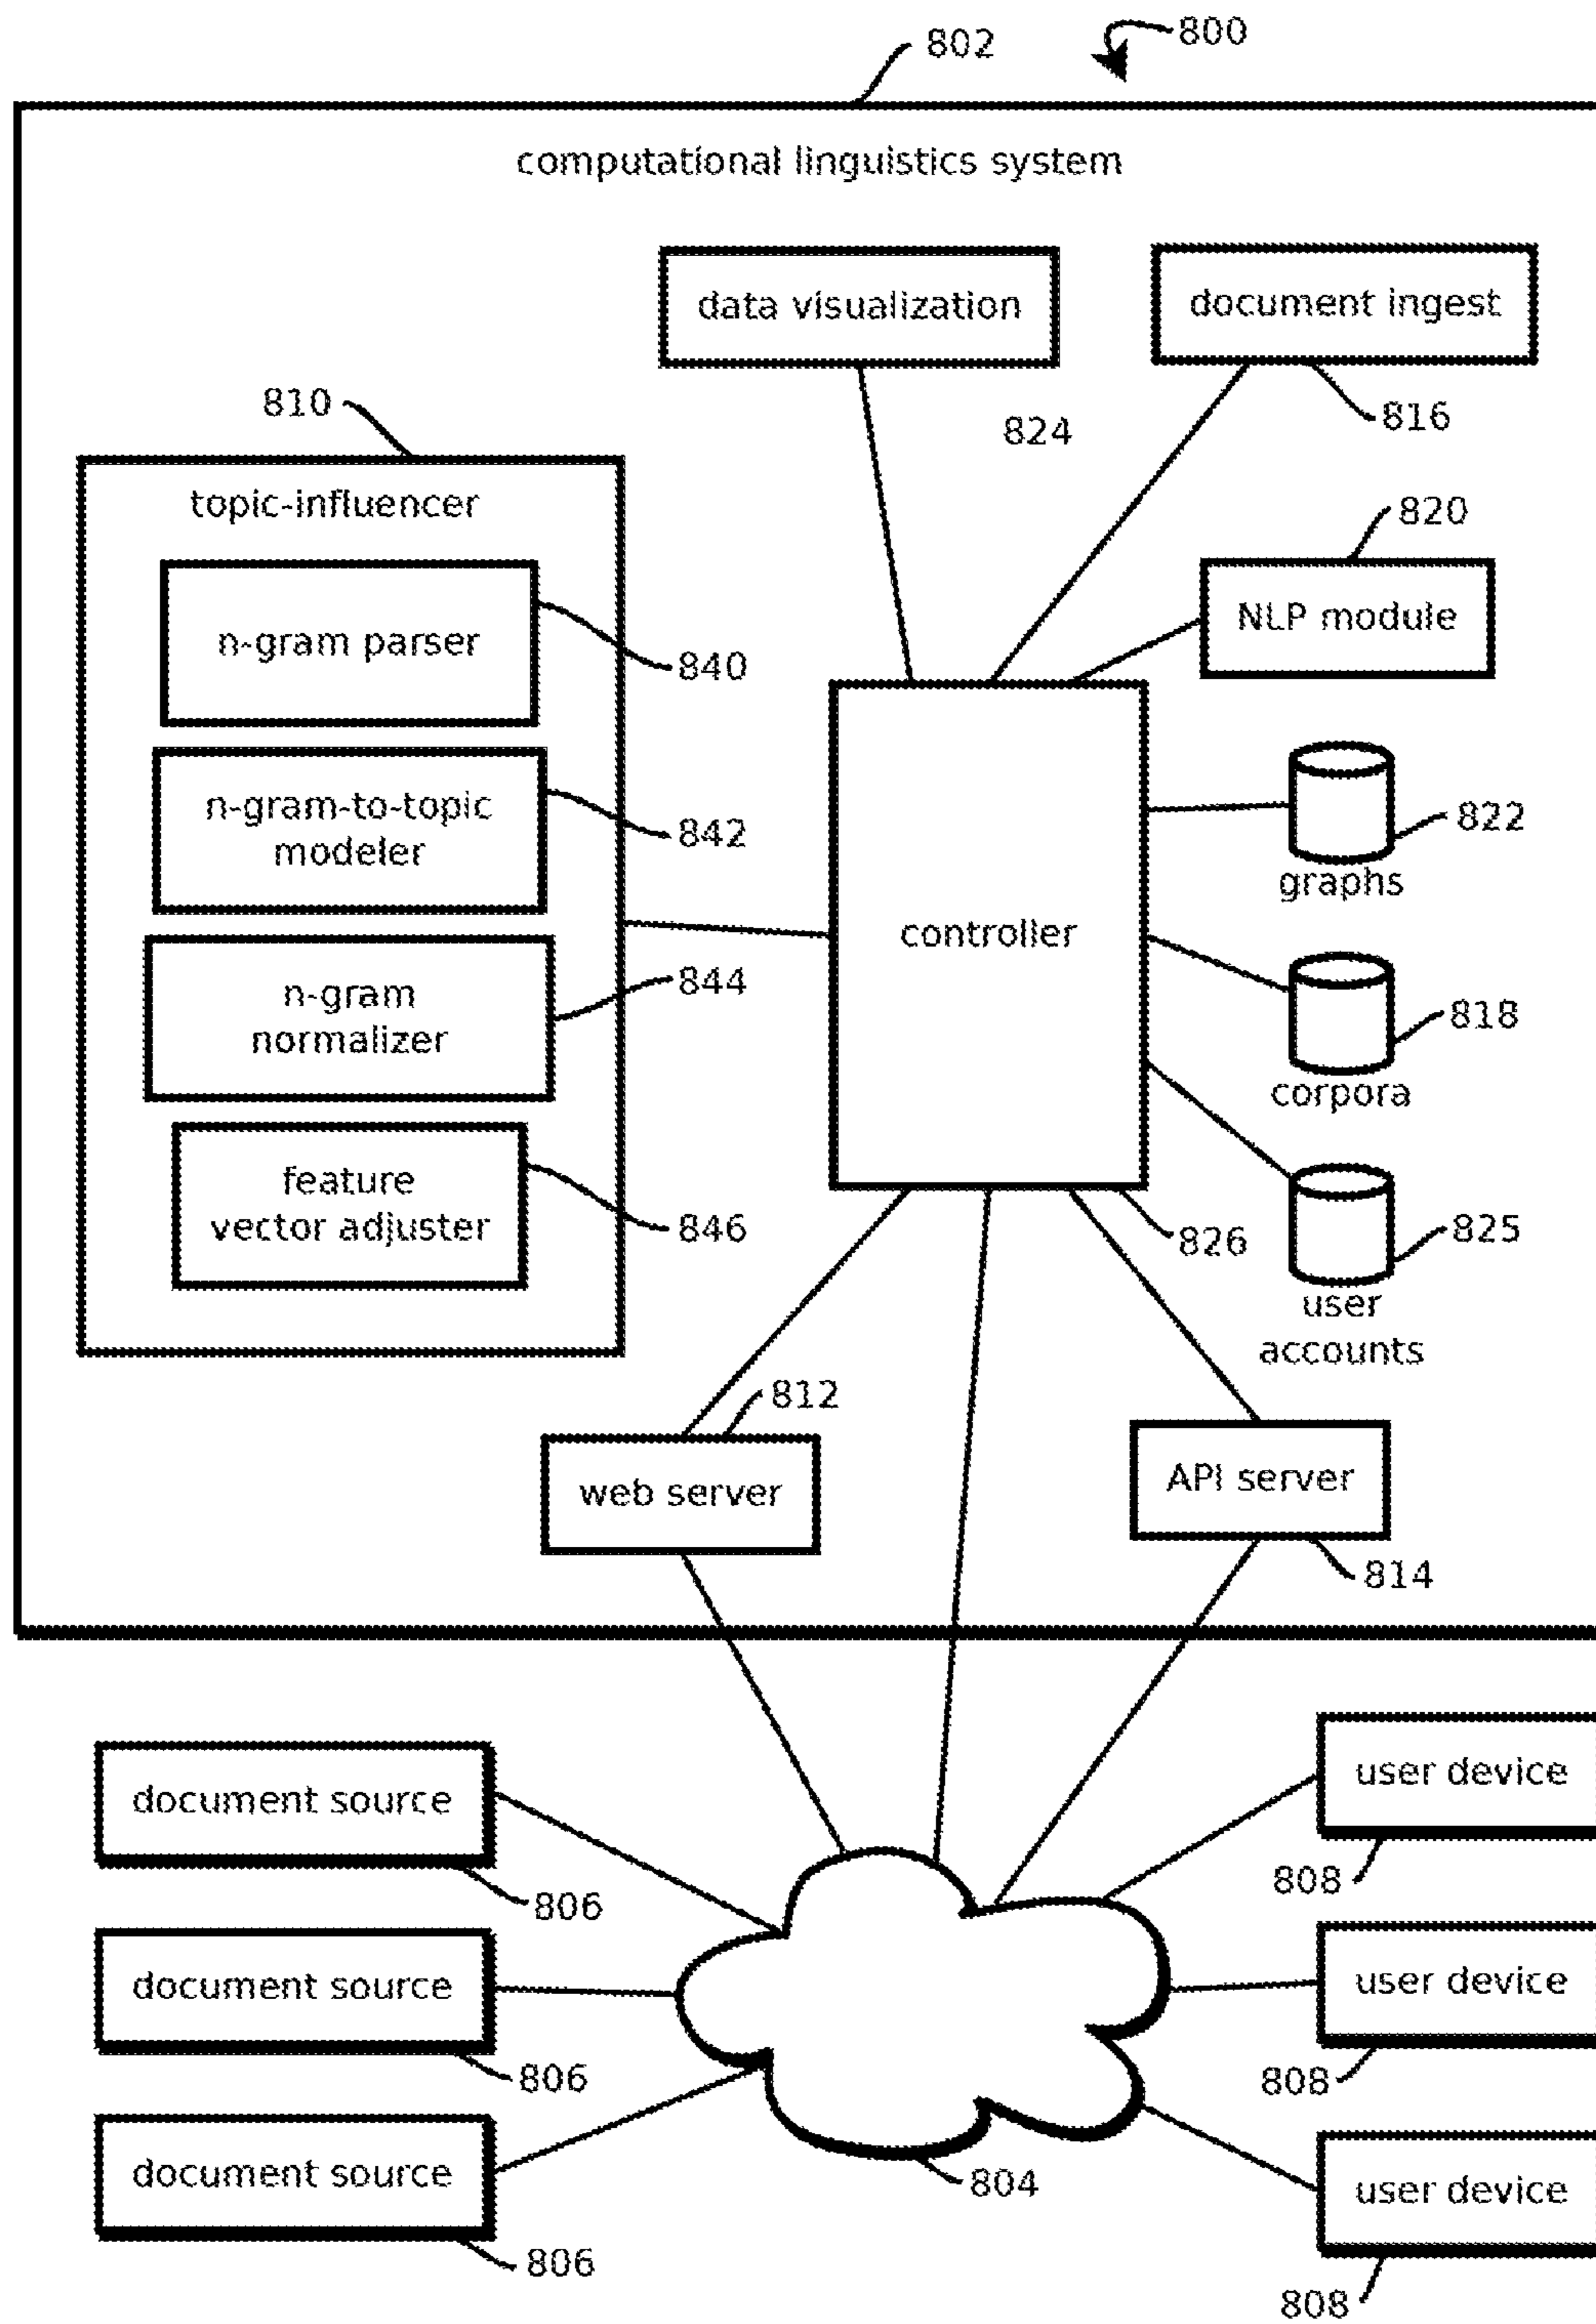 802
800
computational linguistics system
data visualization
document ingest
824
816
810
topic-influencer
820
NLP module
n-gram parser
840
n-gram-to-topic
modeler
842
graphs
822
controller
n-gram
normalizer
844
818
corpora
feature
vector adjuster
846
826
825
user
accounts
812
web server
API server
814
document source
806
user device
808
document source
806
user device
808
document source
806
804
user device
808